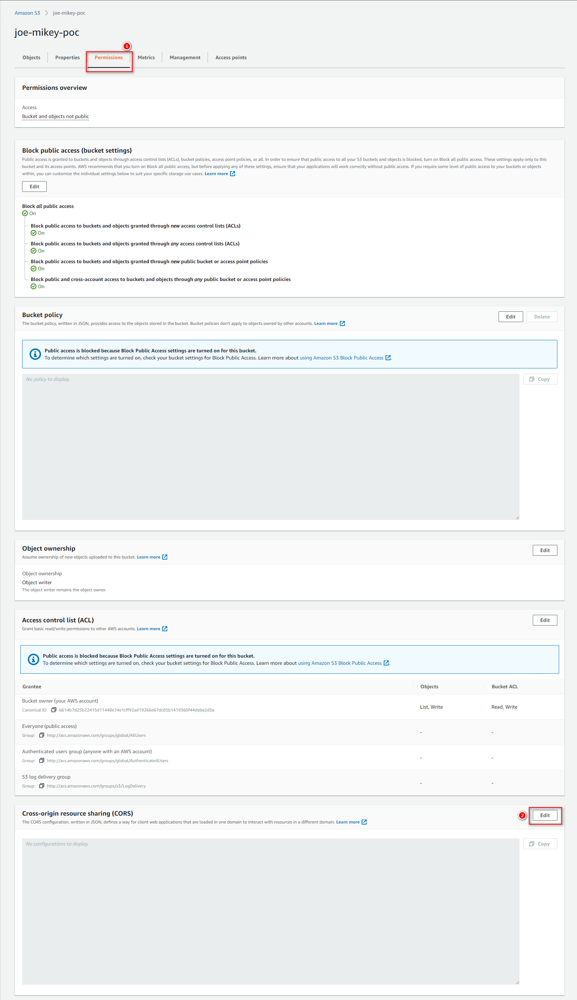 Amazon S3 > joe-mikey-poc
joe-mikey-poc
1
Objects Properties Permissions Metrics Management Access points
Permissions overview
Access
Bucket and objects not public
Block public access (bucket settings)
Public access is granted to buckets and objects through access control lists (ACLs), bucket policies, access point policies, or all. In order to ensure that public access to all your S3 buckets and objects is blocked, turn on Block all public access. These settings apply only to this
bucket and its access points. AWS recommends that you turn on Block all public access, but before applying any of these settings, ensure that your applications will work correctly without public access. If you require some level of public access to your buckets or objects
within, you can customize the individual settings below to suit your specific storage use cases. Learn more
Edit
Block all public access
On
Block public access to buckets and objects granted through new access control lists (ACLs)
On
Block public access to buckets and objects granted through any access control lists (ACLs)
On
Block public access to buckets and objects granted through new public bucket or access point policies
On
Block public and cross-account access to buckets and objects through any public bucket or access point policies
On
Bucket policy
Edit Delete
The bucket policy, written in JSON, provides access to the objects stored in the bucket. Bucket policies don't apply to objects owned by other accounts. Learn more
Public access is blocked because Block Public Access settings are turned on for this bucket.
To determine which settings are turned on, check your bucket settings for Block Public Access. Learn more about using Amazon S3 Block Public Access.
No policy to display.
Copy
Object ownership
Edit
Assume ownership of new objects uploaded to this bucket. Learn more
Object ownership
Object writer
The object writer remains the object owner.
Access control list (ACL)
Edit
Grant basic read/write permissions to other AWS accounts. Learn more
Public access is blocked because Block Public Access settings are turned on for this bucket.
To determine which settings are turned on, check your bucket settings for Block Public Access. Learn more about using Amazon S3 Block Public Access.
Grantee Objects Bucket ACL
Bucket owner (your AWS account)
Canonical ID: 6614b7d25b22415d11448e74e1cff92ad19266e67dc85b1419360f44deba2d3a
List, Write Read, Write
Everyone (public access)
Group: http://acs.amazonaws.com/groups/global/AllUsers
- -
Authenticated users group (anyone with an AWS account)
Group: http://acs.amazonaws.com/groups/global/AuthenticatedUsers
- -
S3 log delivery group
Group: http://acs.amazonaws.com/groups/s3/LogDelivery
- -
Cross-origin resource sharing (CORS)
2 Edit
The CORS configuration, written in JSON, defines a way for client web applications that are loaded in one domain to interact with resources in a different domain. Learn more
No configurations to display
Copy